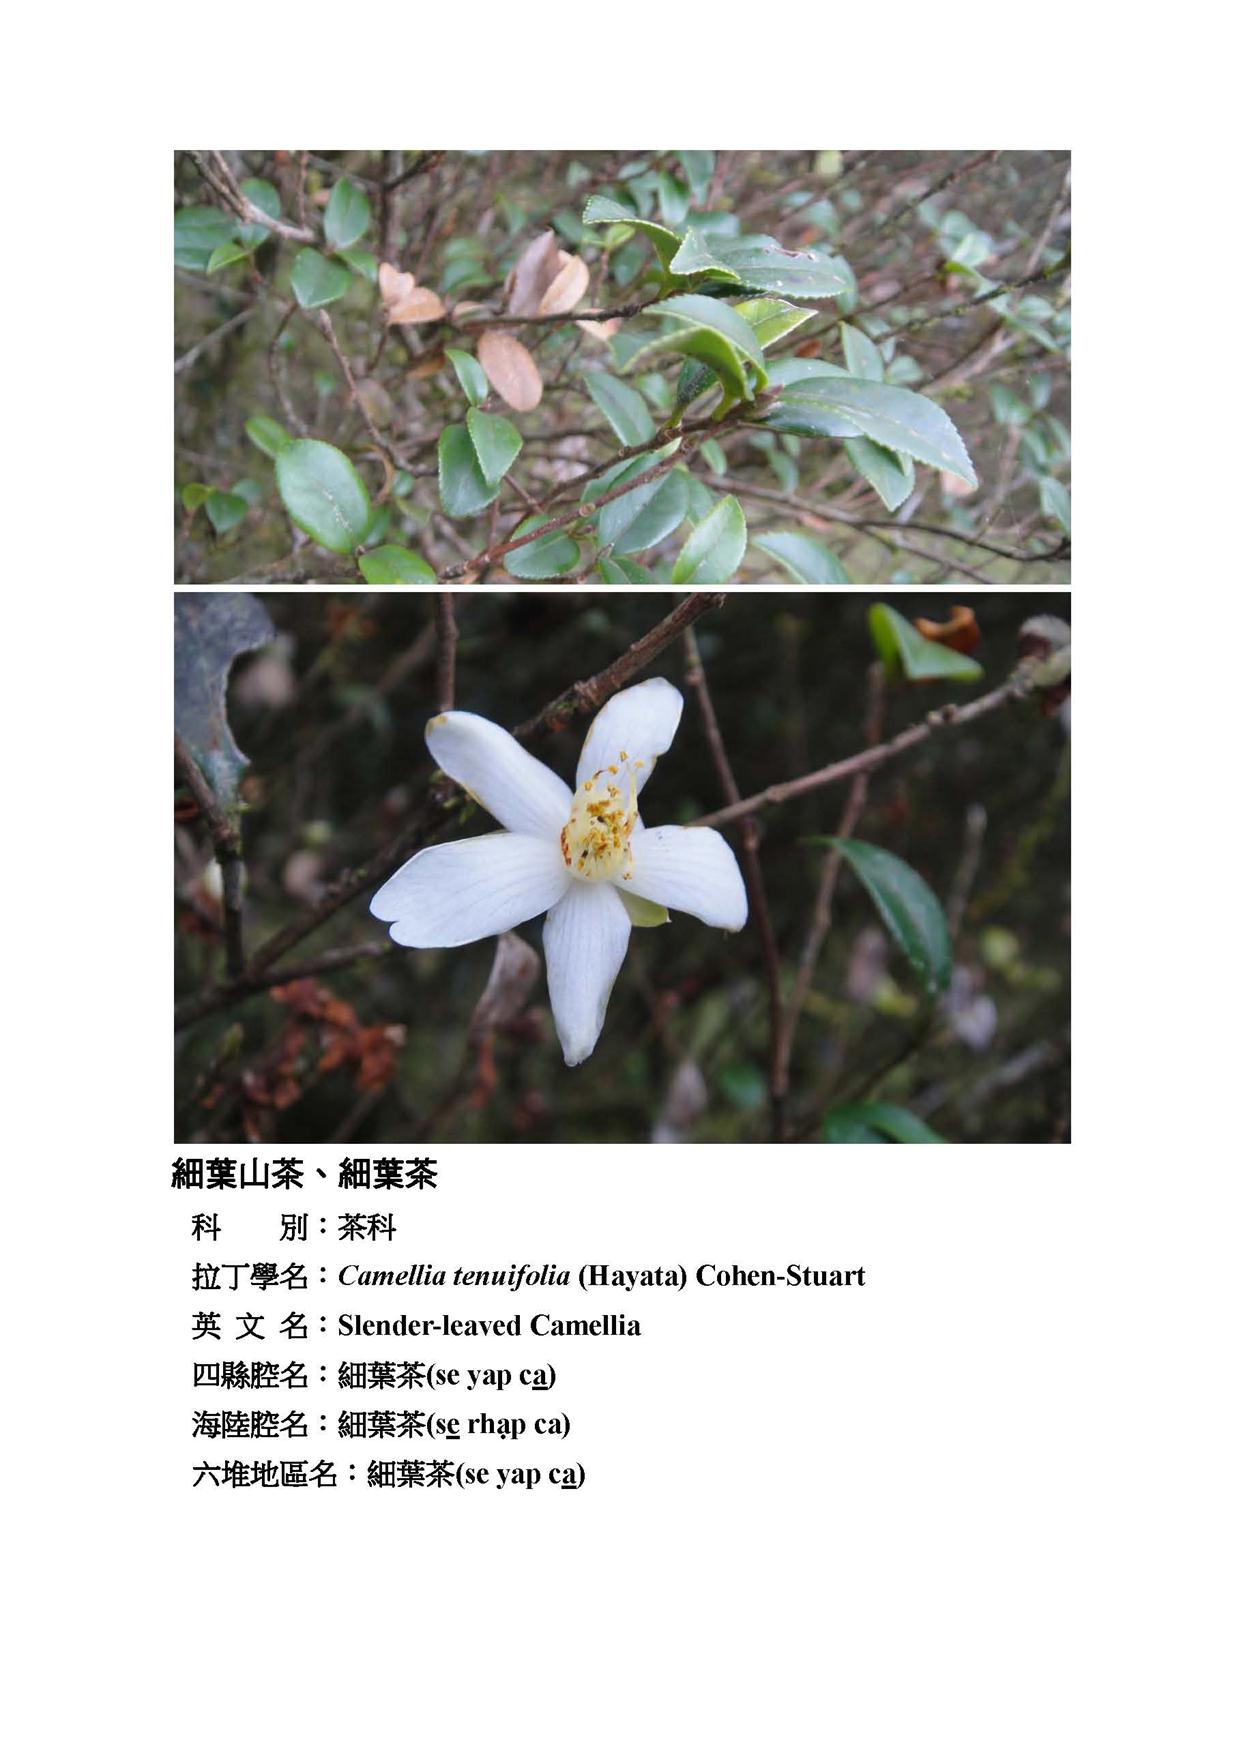 細葉山茶、細葉茶
科　　別：茶科
拉丁學名：Camellia tenuifolia (Hayata) Cohen-Stuart
英 文 名：Slender-leaved Camellia
四縣腔名：細葉茶(se yap ca̲)
海陸腔名：細葉茶(se̲ rhạp ca)
六堆地區名：細葉茶(se yap ca̲)